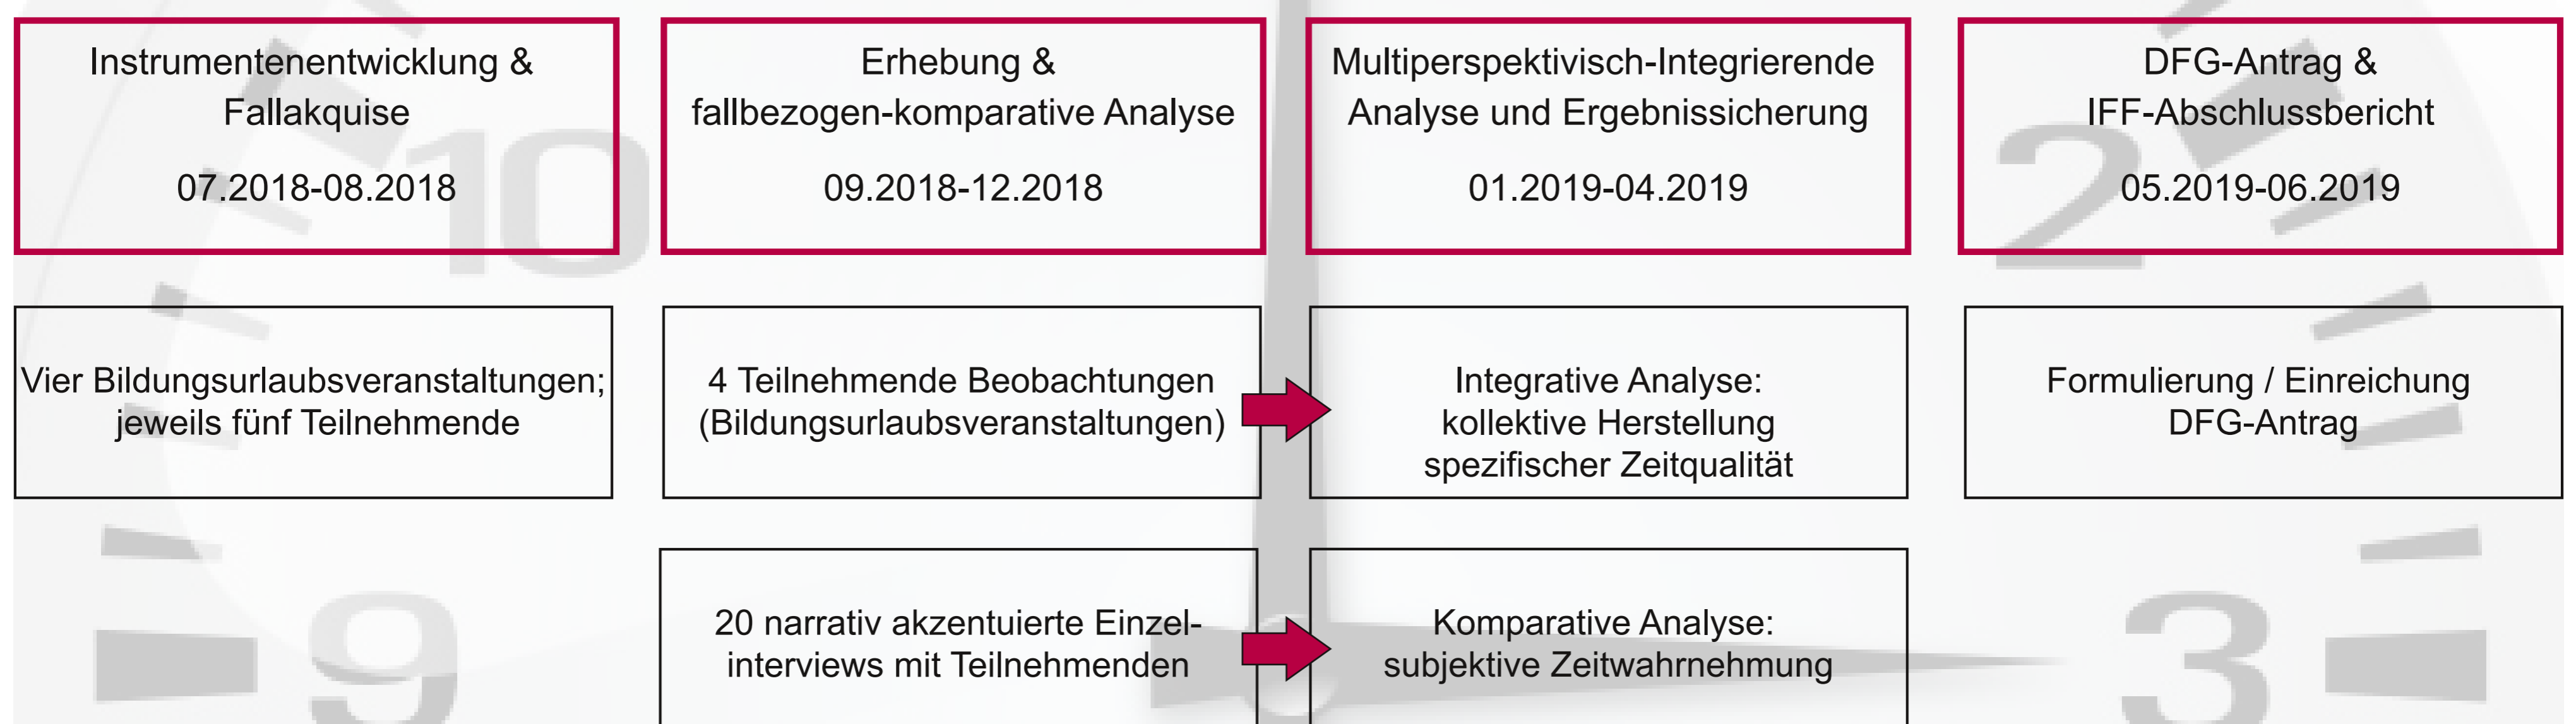 Instrumentenentwicklung &
Fallakquise
07.2018-08.2018
Erhebung &
fallbezogen-komparative Analyse
09.2018-12.2018
Multiperspektivisch-Integrierende
Analyse und Ergebnissicherung
01.2019-04.2019
DFG-Antrag &
IFF-Abschlussbericht
05.2019-06.2019
Vier Bildungsurlaubsveranstaltungen;
jeweils fünf Teilnehmende
4 Teilnehmende Beobachtungen
(Bildungsurlaubsveranstaltungen)
Integrative Analyse:
kollektive Herstellung
spezifischer Zeitqualität
Formulierung / Einreichung
DFG-Antrag
20 narrativ akzentuierte Einzel-
interviews mit Teilnehmenden
Komparative Analyse:
subjektive Zeitwahrnehmung
10
2
9
3